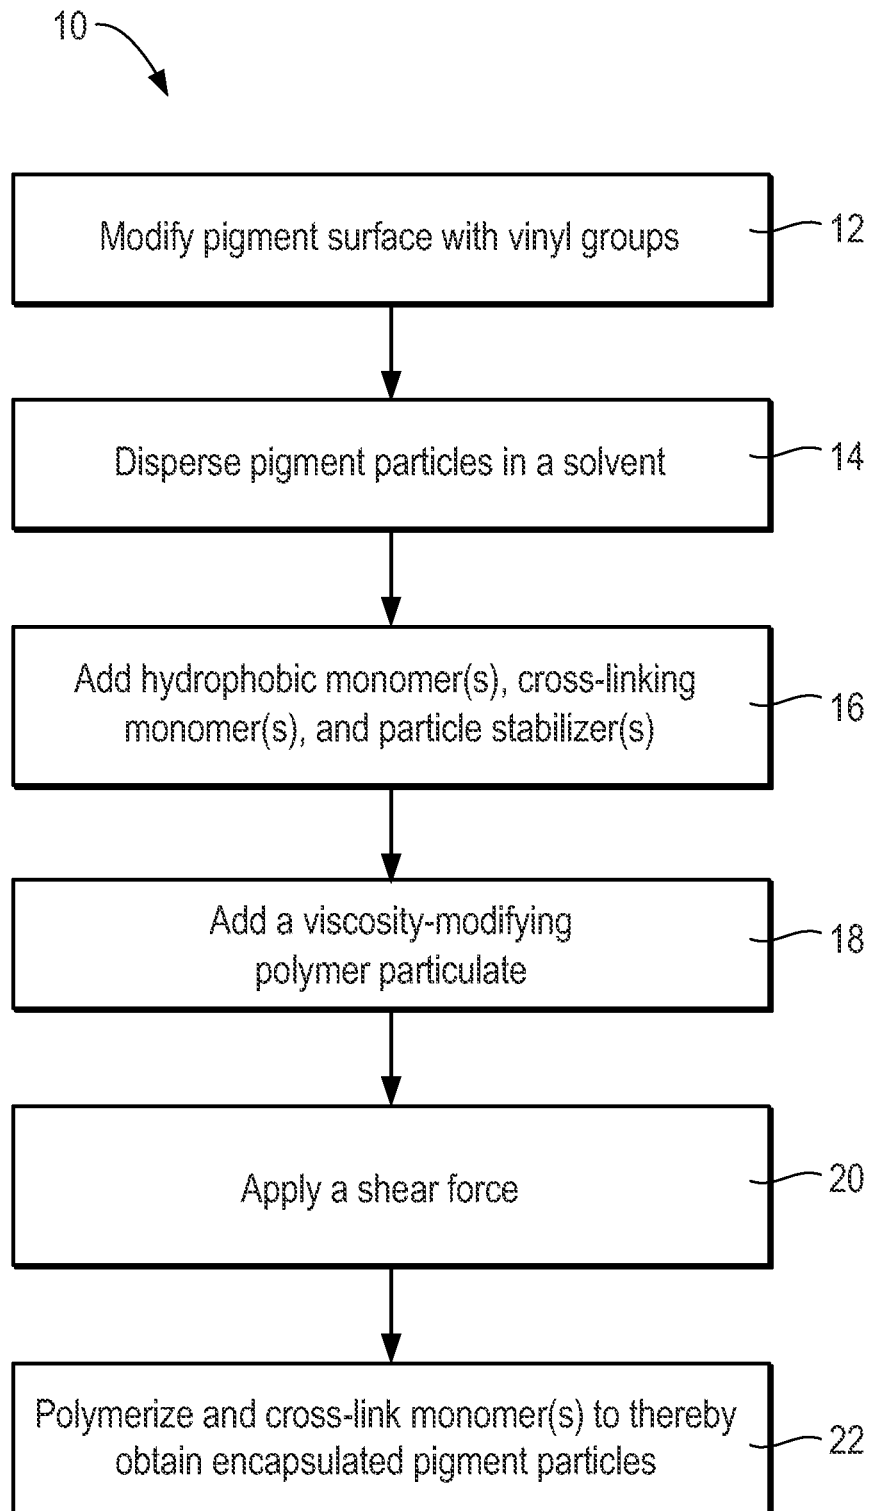 10
Modify pigment surface with vinyl groups
12
Disperse pigment particles in a solvent
14
Add hydrophobic monomer(s), cross-linking
monomer(s), and particle stabilizer(s)
16
Add a viscosity-modifying
polymer particulate
18
Apply a shear force
20
Polymerize and cross-link monomer(s) to thereby
obtain encapsulated pigment particles
22